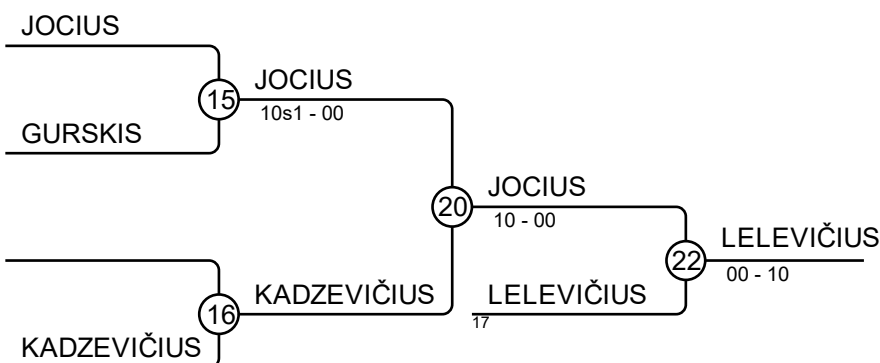 JOCIUS
15
JOCIUS
10s1 - 00
GURSKIS
20
JOCIUS
10 - 00
22
LELEVIČIUS
00 - 10
16
KADZEVIČIUS
LELEVIČIUS
17
KADZEVIČIUS